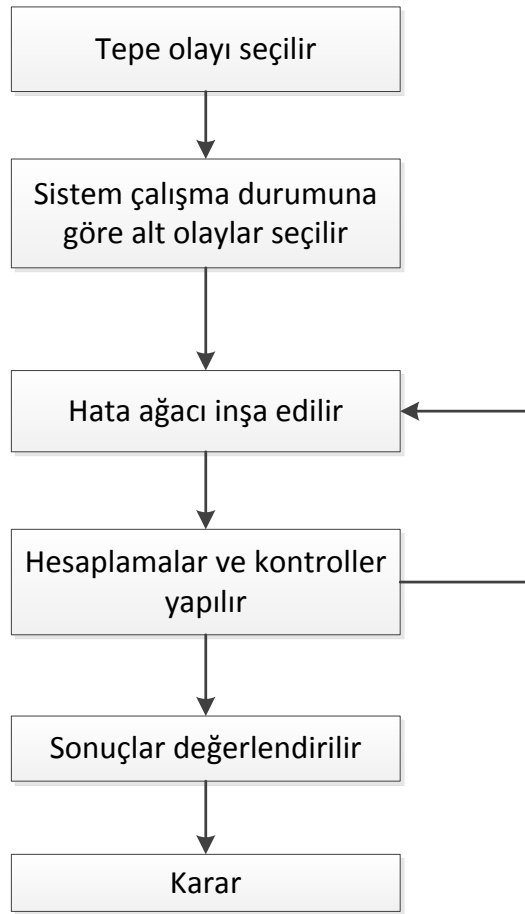 Tepe olayı seçilir
Sistem çalışma durumuna
göre alt olaylar seçilir
Hata ağacı inşa edilir
Hesaplamalar ve kontroller
yapılır
Sonuçlar değerlendirilir
Karar